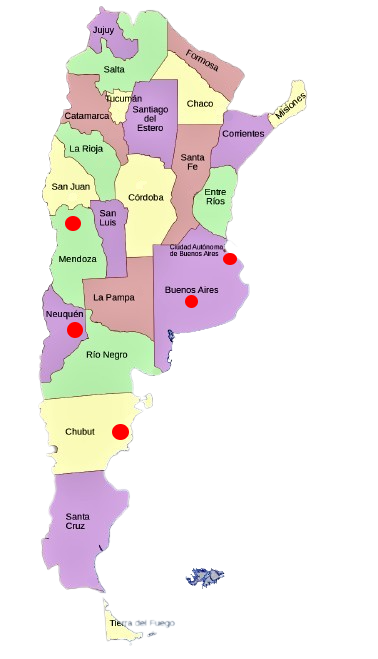 Jujuy
Salta
Formosa
Tucumán
Chaco
Misiones
Catamarca
Santiago
del
Estero
Corrientes
La Rioja
Santa
Fe
San Juan
Córdoba
Entre
Ríos
San
Luis
Ciudad Autónoma
de Buenos Aires
Mendoza
Buenos Aires
La Pampa
Neuquén
Río Negro
Chubut
Santa
Cruz
Tierra del Fuego